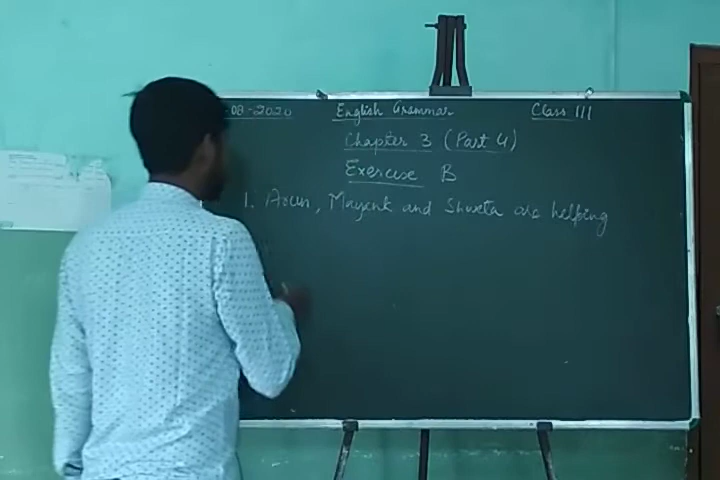 -08-2020 English Grammar Class III
Chapter 3 (Part 4)
Exercise B
1. Arun, Mayank and Shweta are helping